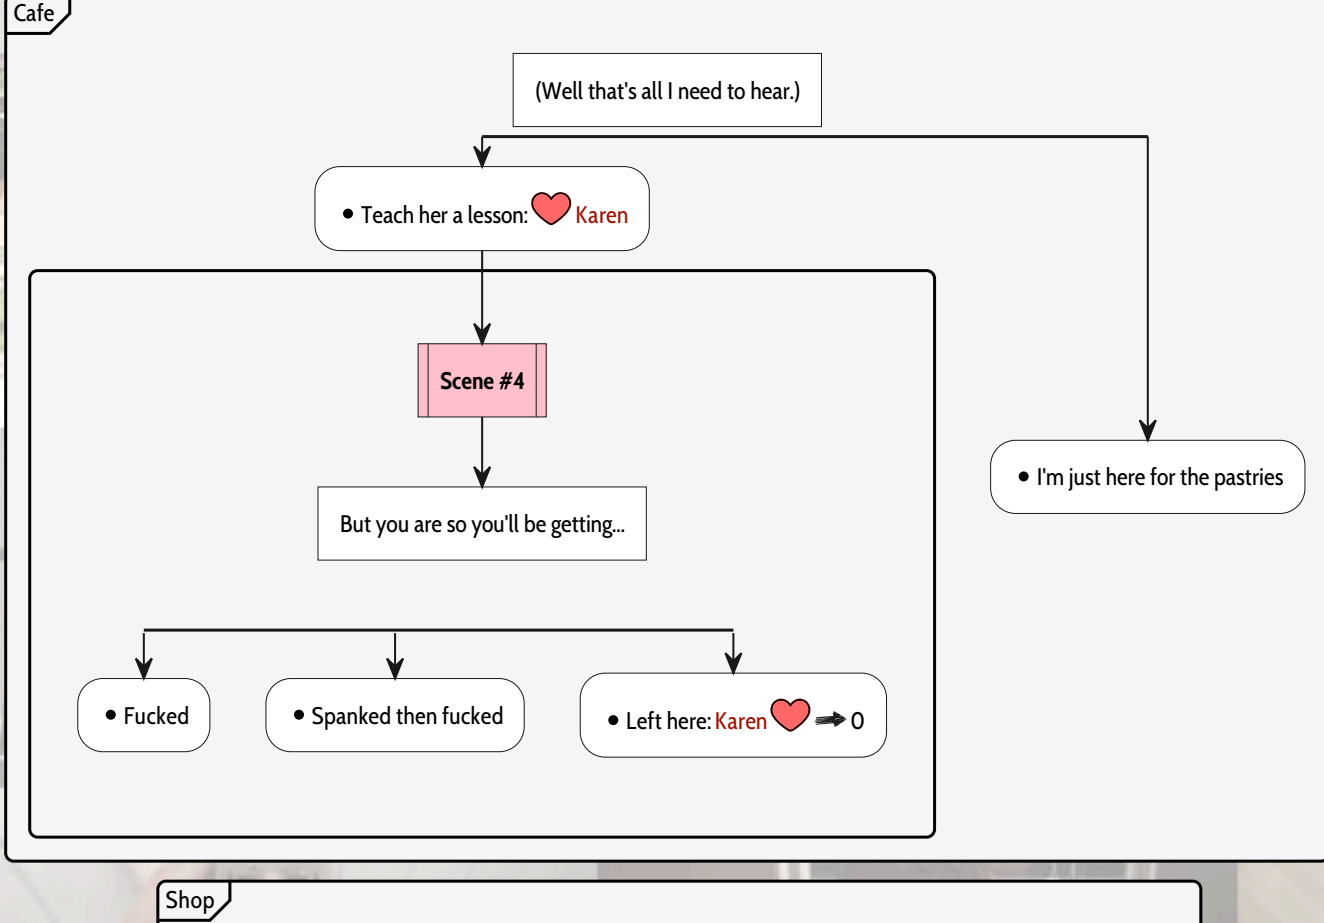 Cafe
(Well that's all I need to hear.)
• Teach her a lesson: Karen
Scene #4
• I'm just here for the pastries
But you are so you'll be getting...
• Fucked
• Spanked then fucked
• Left here: Karen 0
Shop